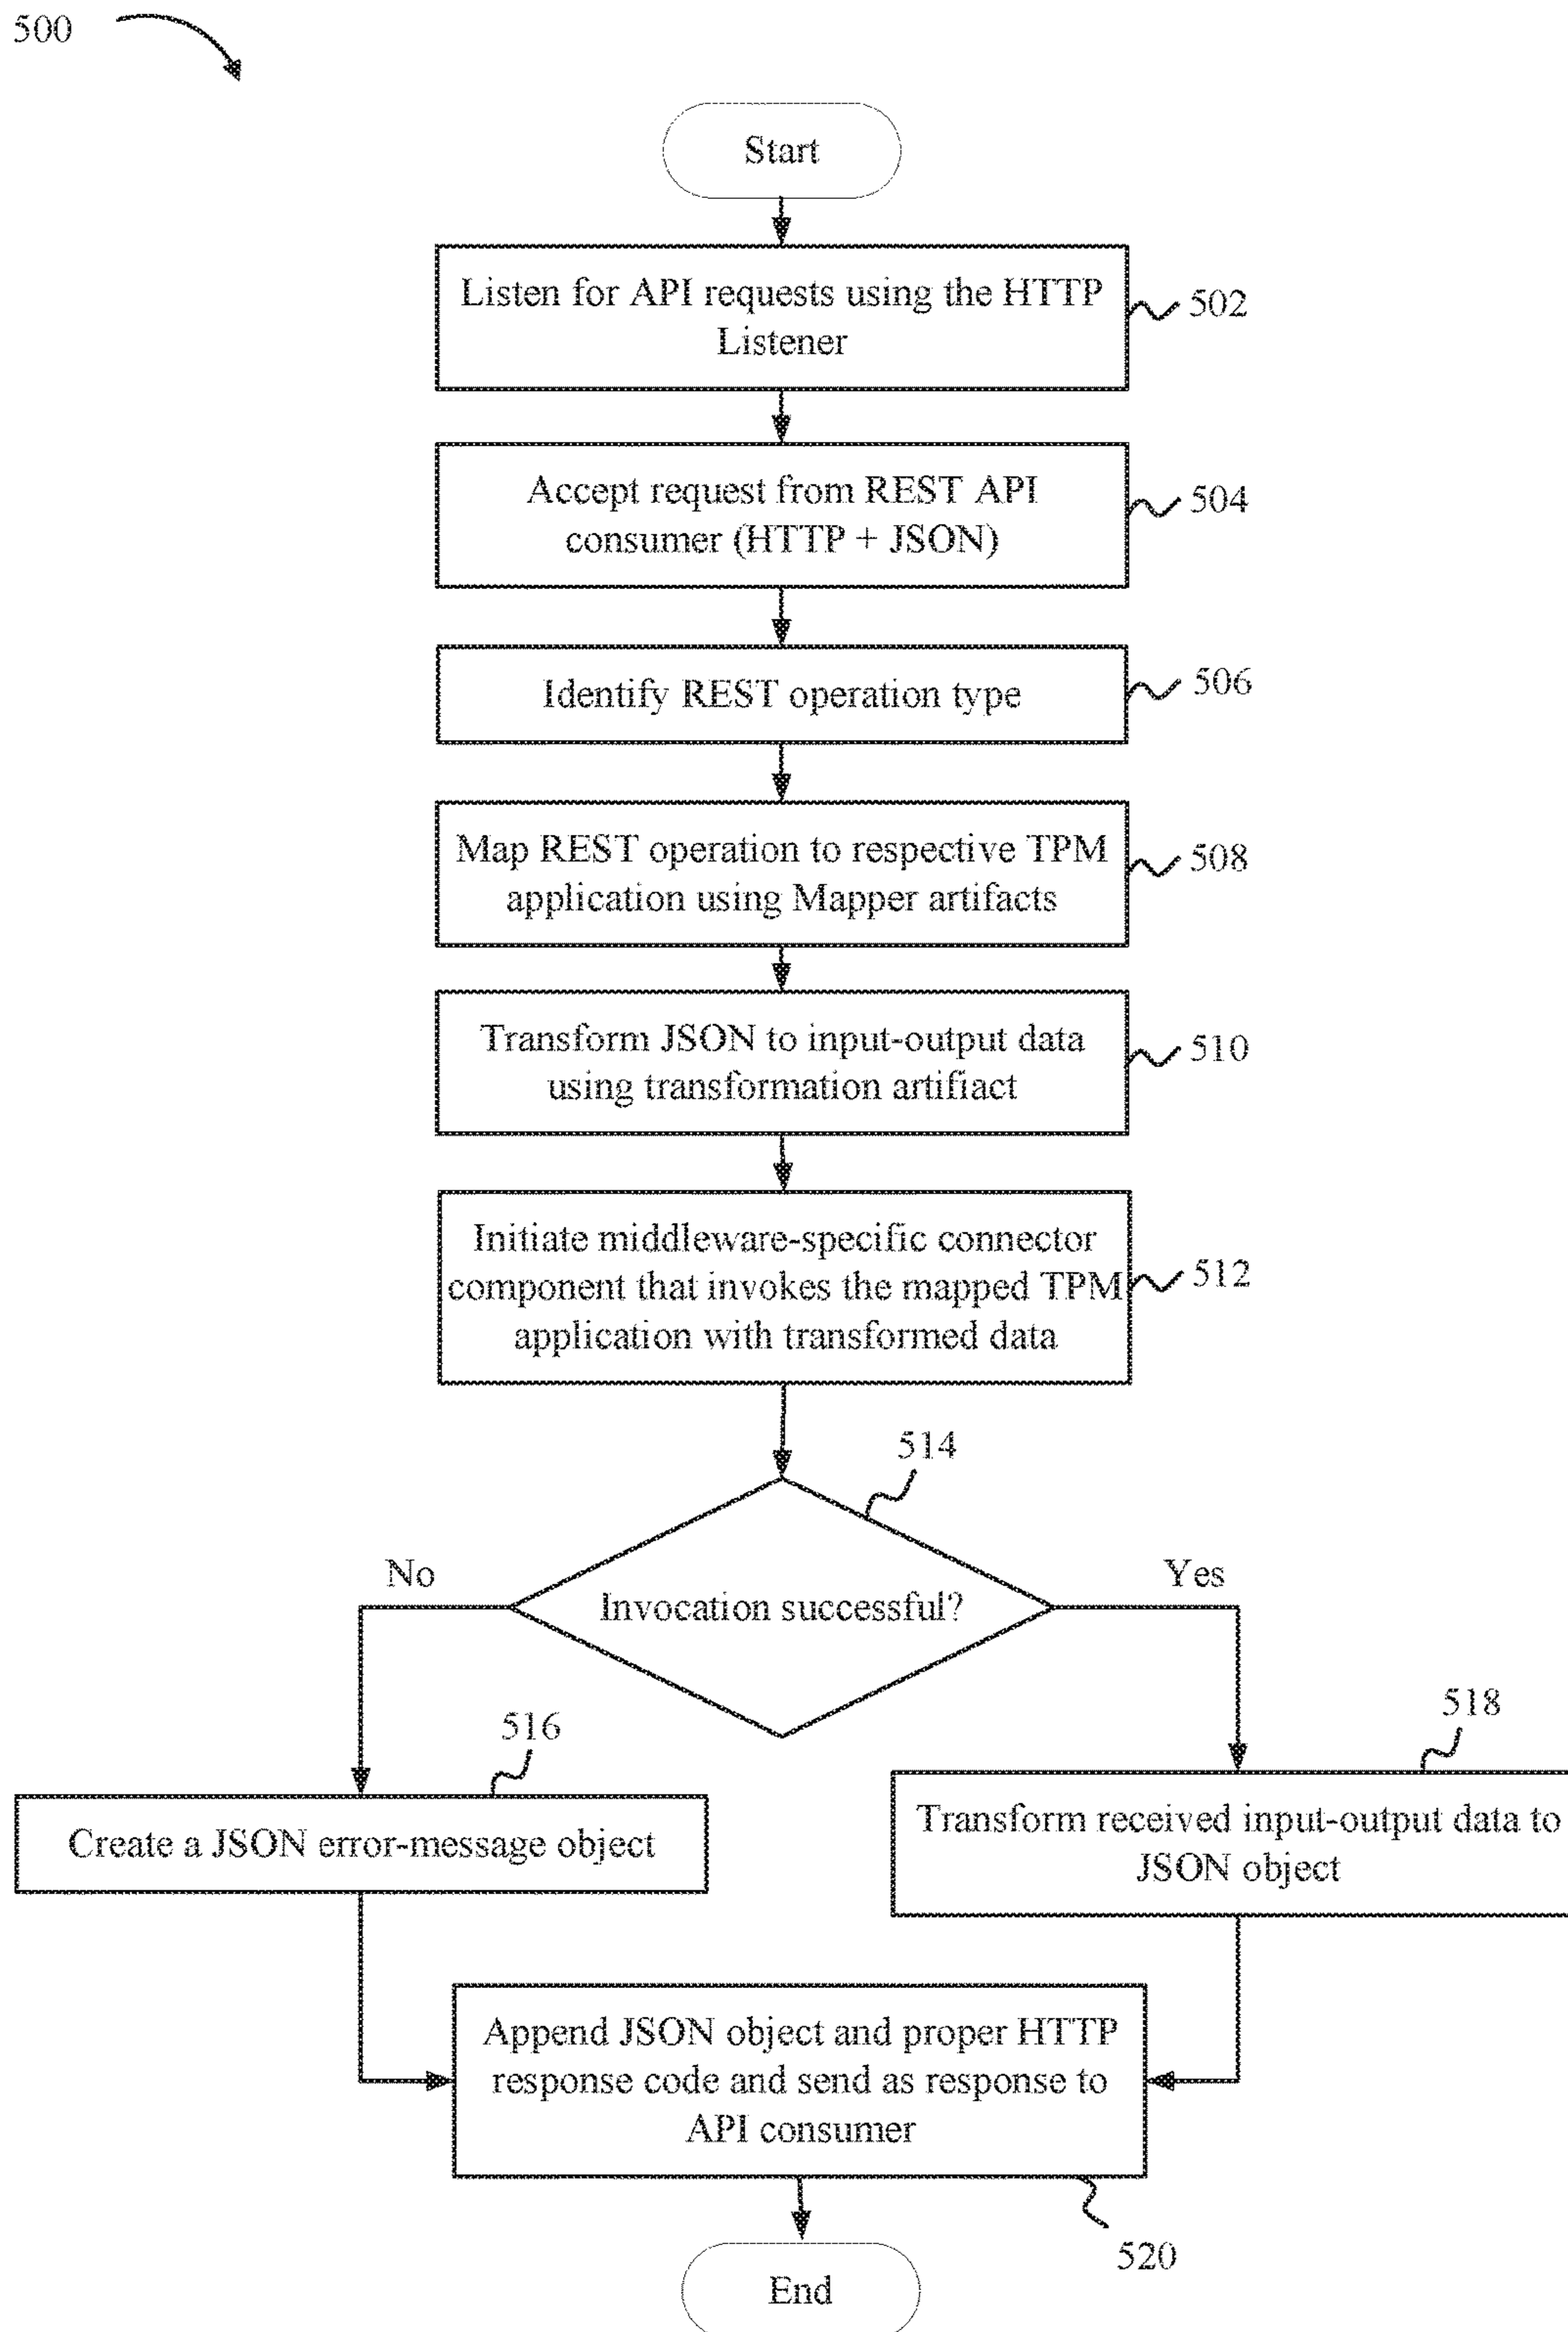 500
Start
Listen for API requests using the HTTP
Listener
502
Accept request from REST API
consumer (HTTP + JSON)
504
Identify REST operation type
506
Map REST operation to respective TPM
application using Mapper artifacts
508
Transform JSON to input-output data
using transformation artifiact
510
Initiate middleware-specific connector
component that invokes the mapped TPM
application with transformed data
512
514
No
Invocation successful?
Yes
516
Create a JSON error-message object
518
Transform received input-output data to
JSON object
Append JSON object and proper HTTP
response code and send as response to
API consumer
520
End